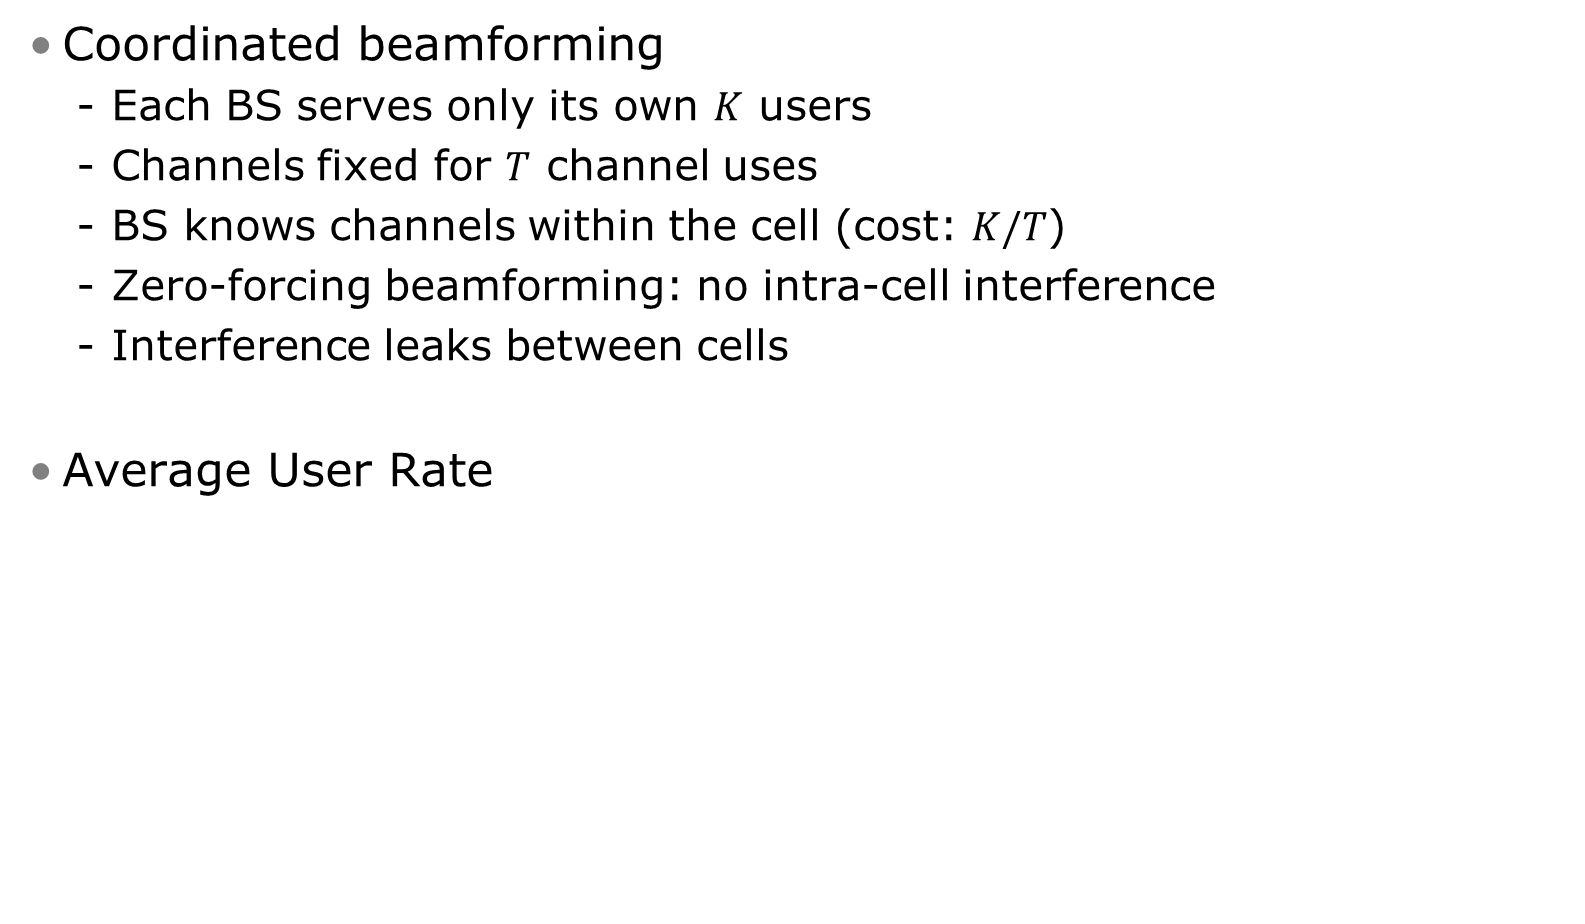 • Coordinated beamforming
- Each BS serves only its own K users
- Channels fixed for T channel uses
- BS knows channels within the cell (cost: K/T)
- Zero-forcing beamforming: no intra-cell interference
- Interference leaks between cells
• Average User Rate